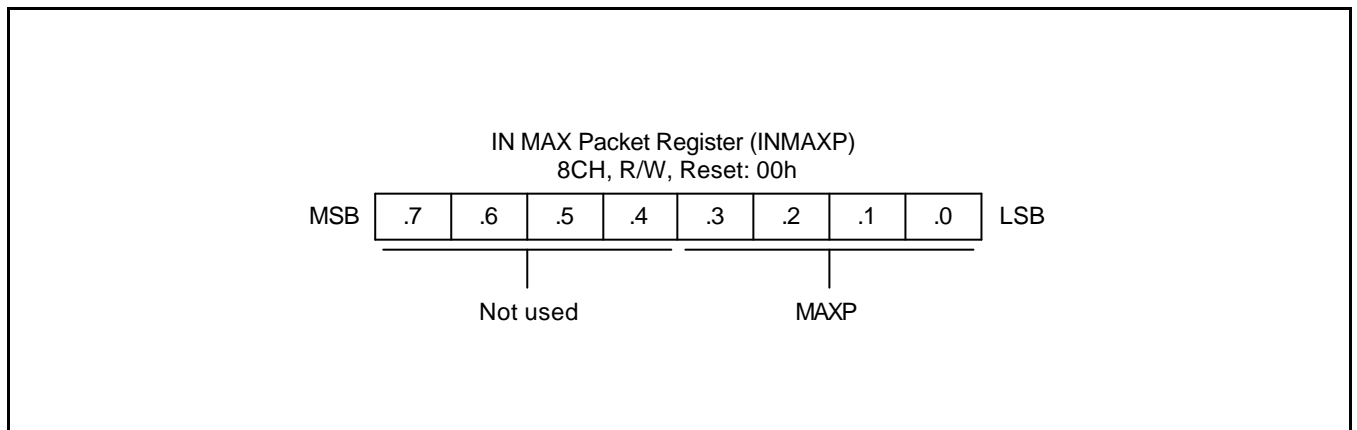 IN MAX Packet Register (INMAXP)
8CH, R/W, Reset: 00h
MSB .7 .6 .5 .4 .3 .2 .1 .0 LSB
Not used MAXP